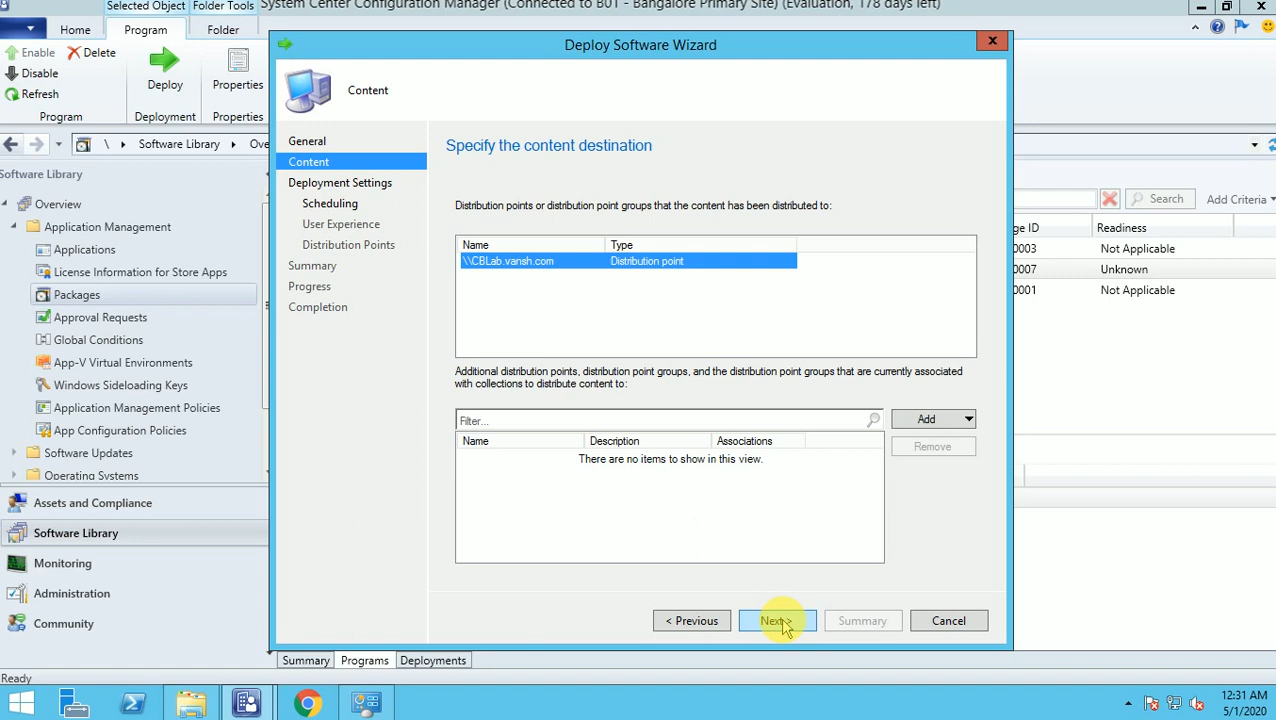 Selected Object Folder Tools System Center Configuration Manager (Connected to B01 - Bangalore Primary Site) (Evaluation, 178 days left)
Home Program Folder
Enable Delete
Disable
Refresh
Deploy Properties
Program Deployment Properties
\ Software Library Ove
Software Library
Overview
Application Management
Applications
License Information for Store Apps
Packages
Approval Requests
Global Conditions
App-V Virtual Environments
Windows Sideloading Keys
Application Management Policies
App Configuration Policies
Software Updates
Operating Systems
Assets and Compliance
Software Library
Monitoring
Administration
Community
Ready
Deploy Software Wizard
Content
General
Content
Deployment Settings
Scheduling
User Experience
Distribution Points
Summary
Progress
Completion
Specify the content destination
Distribution points or distribution point groups that the content has been distributed to:
Name Type
\\CBLab.vansh.com Distribution point
Additional distribution points, distribution point groups, and the distribution point groups that are currently associated
with collections to distribute content to:
Filter...
Add
Remove
Name Description Associations
There are no items to show in this view.
< Previous Next > Summary Cancel
Search Add Criteria
ge ID Readiness
0003 Not Applicable
0007 Unknown
0001 Not Applicable
Summary Programs Deployments
12:31 AM
5/1/2020